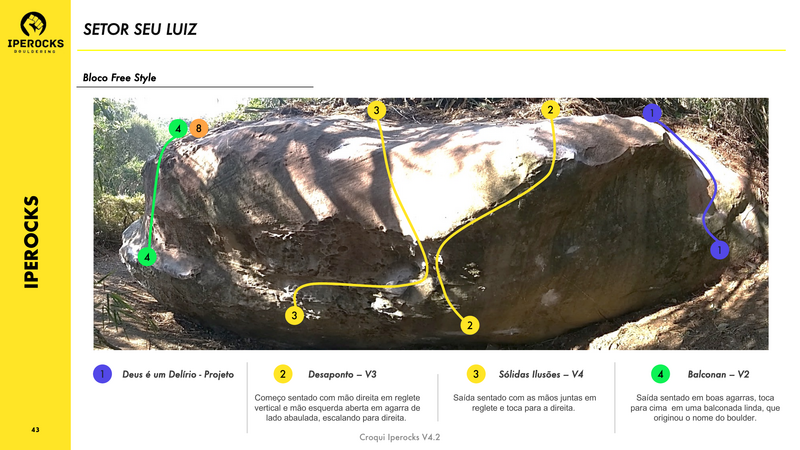 IPEROCKS
BOULDERING
SETOR SEU LUIZ
Bloco Free Style
3
2
1
4 8
4
1
3
2
IPEROCKS
1 Deus é um Delírio - Projeto
2 Desaponto – V3
Começo sentado com mão direita em reglete
vertical e mão esquerda aberta em agarra de
lado abaulada, escalando para direita.
3 Sólidas Ilusões – V4
Saída sentado com as mãos juntas em
reglete e toca para a direita.
4 Balconan – V2
Saída sentado em boas agarras, toca
para cima em uma balconada linda, que
originou o nome do boulder.
43
Croqui Iperocks V4.2